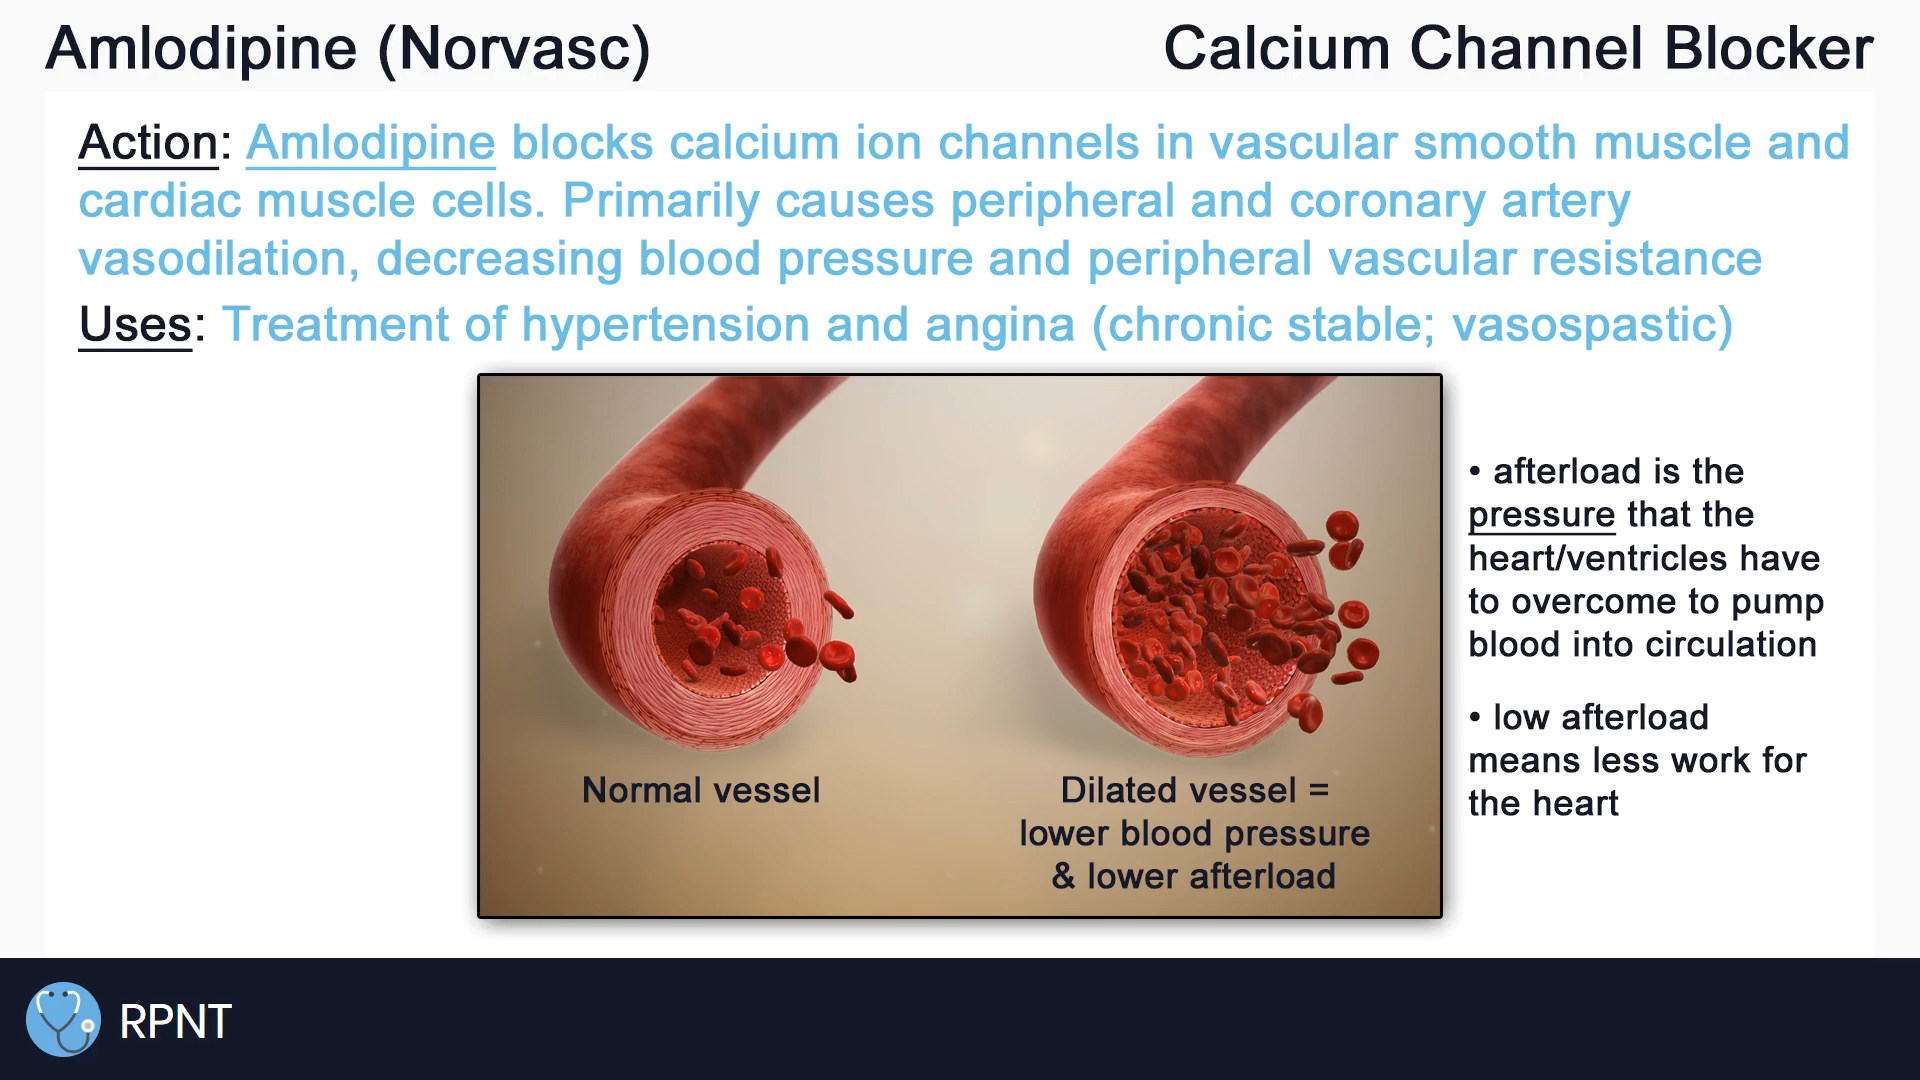 Amlodipine (Norvasc)
Calcium Channel Blocker
Action: Amlodipine blocks calcium ion channels in vascular smooth muscle and
cardiac muscle cells. Primarily causes peripheral and coronary artery
vasodilation, decreasing blood pressure and peripheral vascular resistance
Uses: Treatment of hypertension and angina (chronic stable; vasospastic)
Normal vessel
Dilated vessel =
lower blood pressure
& lower afterload
• afterload is the
pressure that the
heart/ventricles have
to overcome to pump
blood into circulation
• low afterload
means less work for
the heart
RPNT